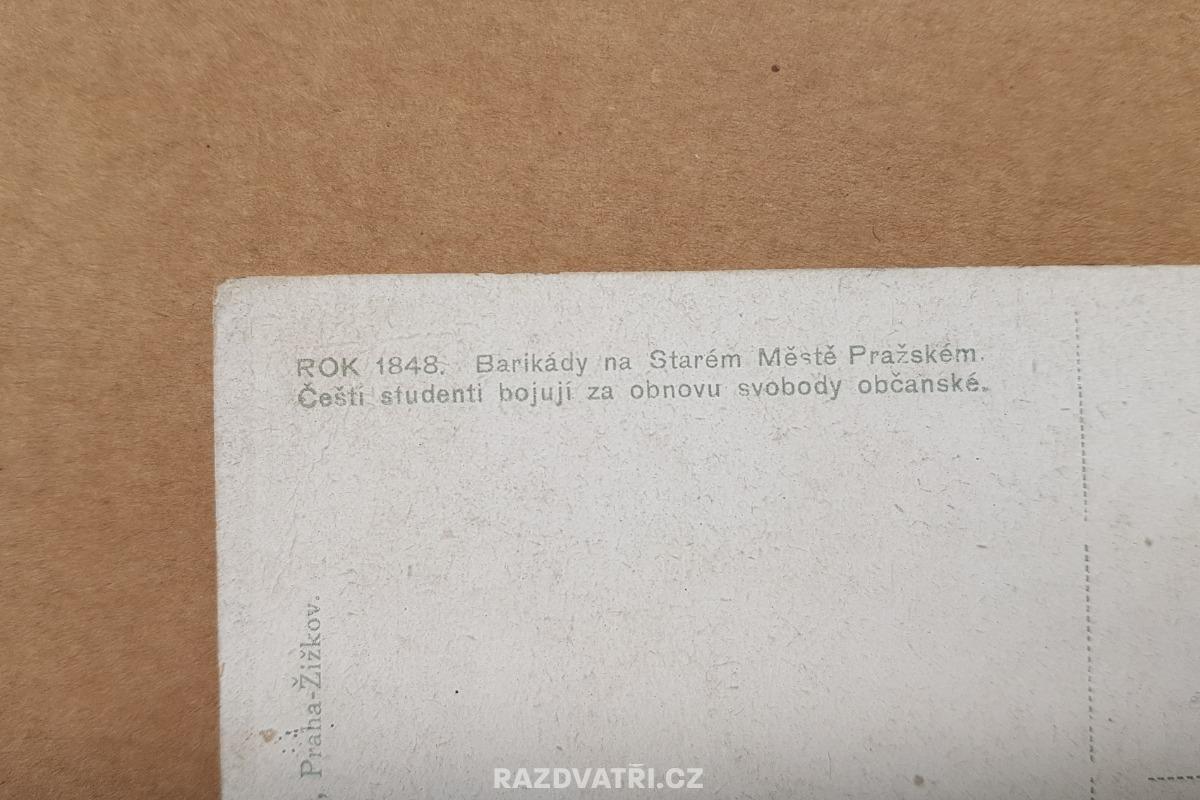 ROK 1848. Barikády na Starém Městě Pražském.
Čeští studenti bojují za obnovu svobody občanské.
, Praha-Žižkov.
RAZDVATŘI.CZ